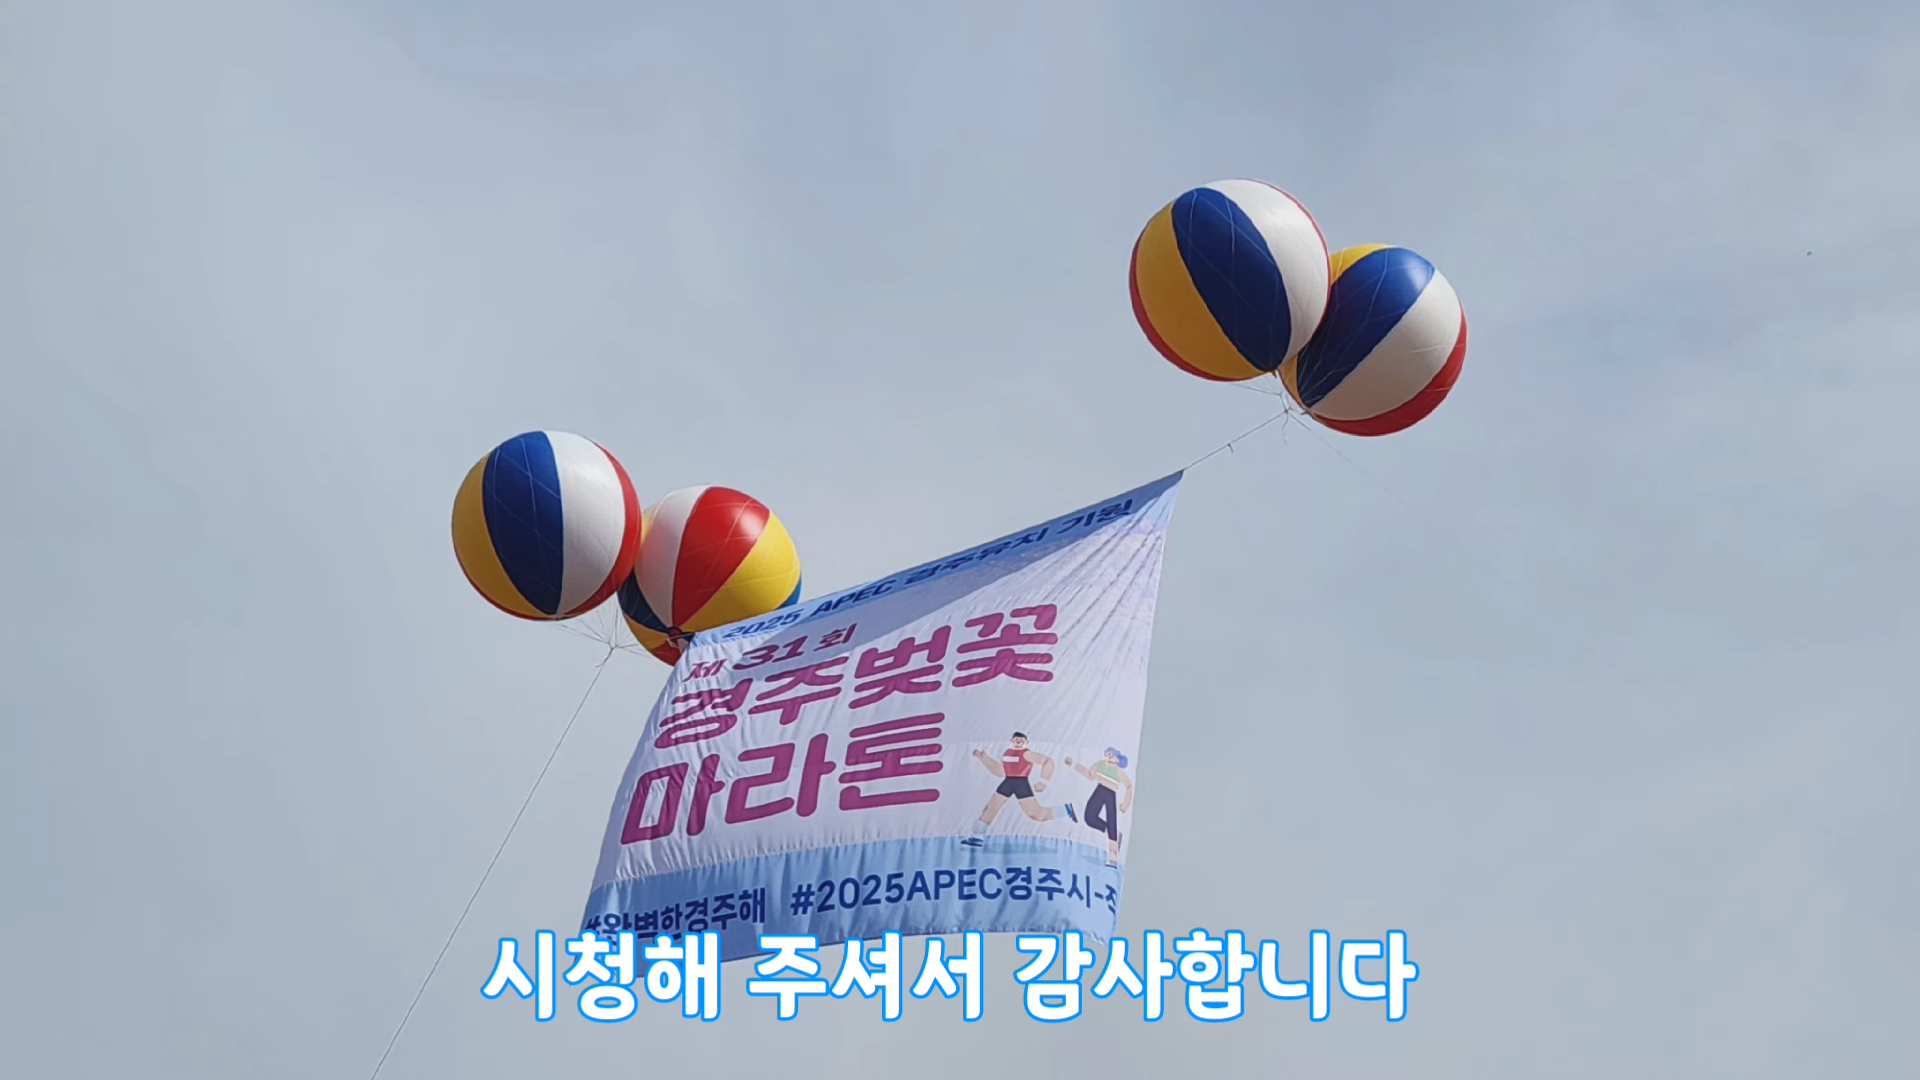 2025 APEC 경주유치 기원
제 31 회
경주벚꽃
마라톤
#완벽한경주해 #2025APEC경주시-적
시청해 주셔서 감사합니다